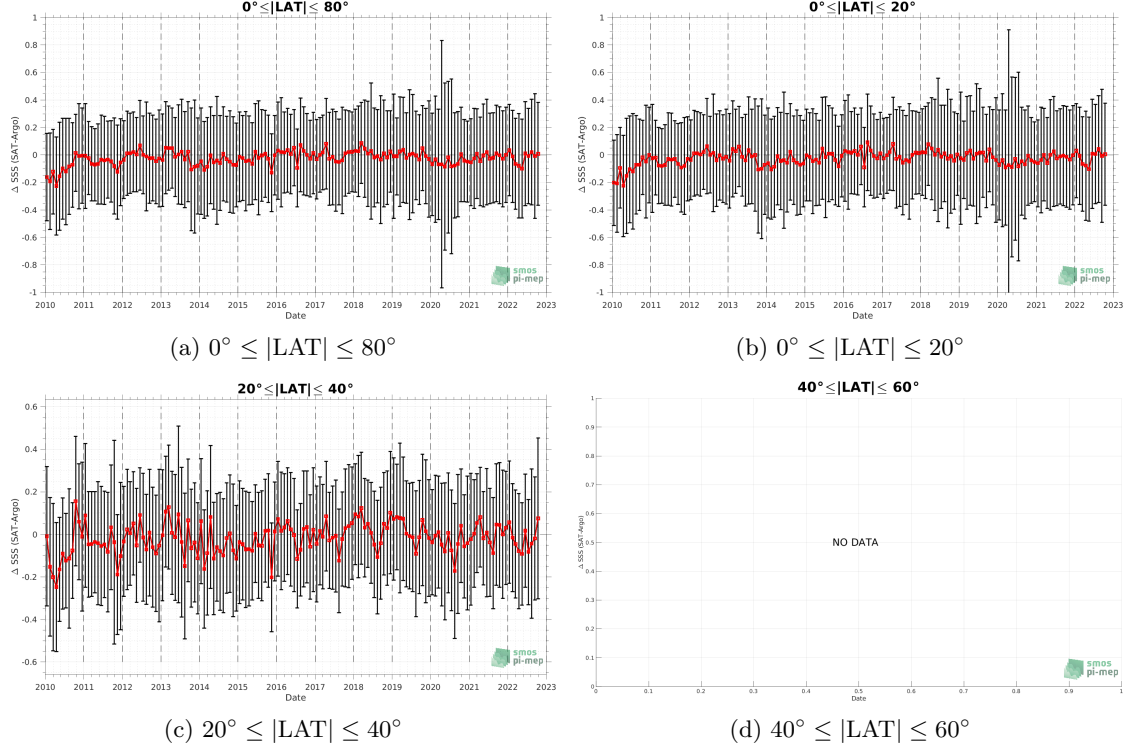 0°≤|LAT|≤ 80°
Δ SSS (SAT-Argo)
1
0.8
0.6
0.4
0.2
0
-0.2
-0.4
-0.6
-0.8
-1
2010 2011 2012 2013 2014 2015 2016 2017 2018 2019 2020 2021 2022 2023
Date
smos
pi-mep
(a) 0° ≤ |LAT| ≤ 80°
0°≤|LAT|≤ 20°
Δ SSS (SAT-Argo)
1
0.8
0.6
0.4
0.2
0
-0.2
-0.4
-0.6
-0.8
-1
2010 2011 2012 2013 2014 2015 2016 2017 2018 2019 2020 2021 2022 2023
Date
smos
pi-mep
(b) 0° ≤ |LAT| ≤ 20°
20°≤|LAT|≤ 40°
Δ SSS (SAT-Argo)
0.6
0.4
0.2
0
-0.2
-0.4
-0.6
2010 2011 2012 2013 2014 2015 2016 2017 2018 2019 2020 2021 2022 2023
Date
smos
pi-mep
(c) 20° ≤ |LAT| ≤ 40°
40°≤|LAT|≤ 60°
Δ SSS (SAT-Argo)
1
0.9
0.8
0.7
0.6
0.5
0.4
0.3
0.2
0.1
0
NO DATA
0 0.1 0.2 0.3 0.4 0.5 0.6 0.7 0.8 0.9 1
Date
smos
pi-mep
(d) 40° ≤ |LAT| ≤ 60°